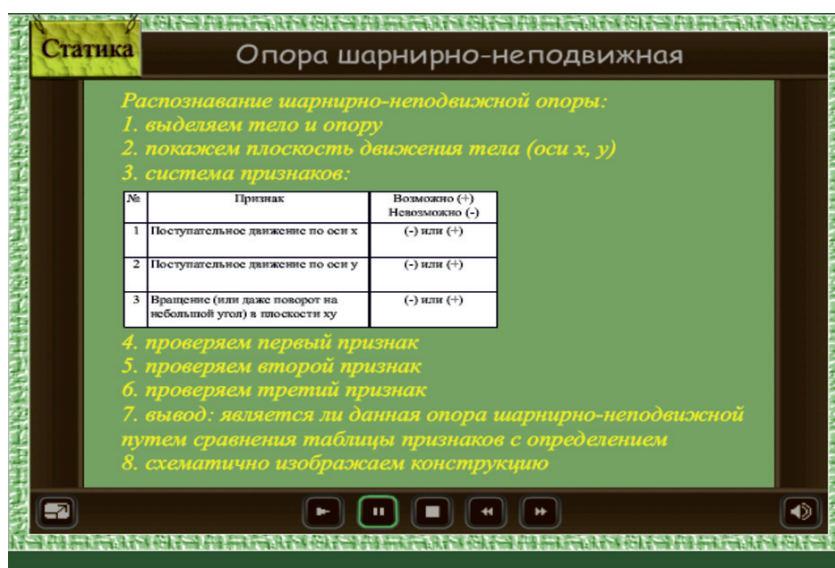 Статика
Опора шарнирно-неподвижная
Распознавание шарнирно-неподвижной опоры:
1. выделяем тело и опору
2. покажем плоскость движения тела (оси x, y)
3. система признаков:
№ Признак Возможно (+)
Невозможно (-)
1 Поступательное движение по оси x (-) или (+)
2 Поступательное движение по оси y (-) или (+)
3 Вращение (или даже поворот на (-) или (+)
небольшой угол) в плоскости xy
4. проверяем первый признак
5. проверяем второй признак
6. проверяем третий признак
7. вывод: является ли данная опора шарнирно-неподвижной
путем сравнения таблицы признаков с определением
8. схематично изображаем конструкцию